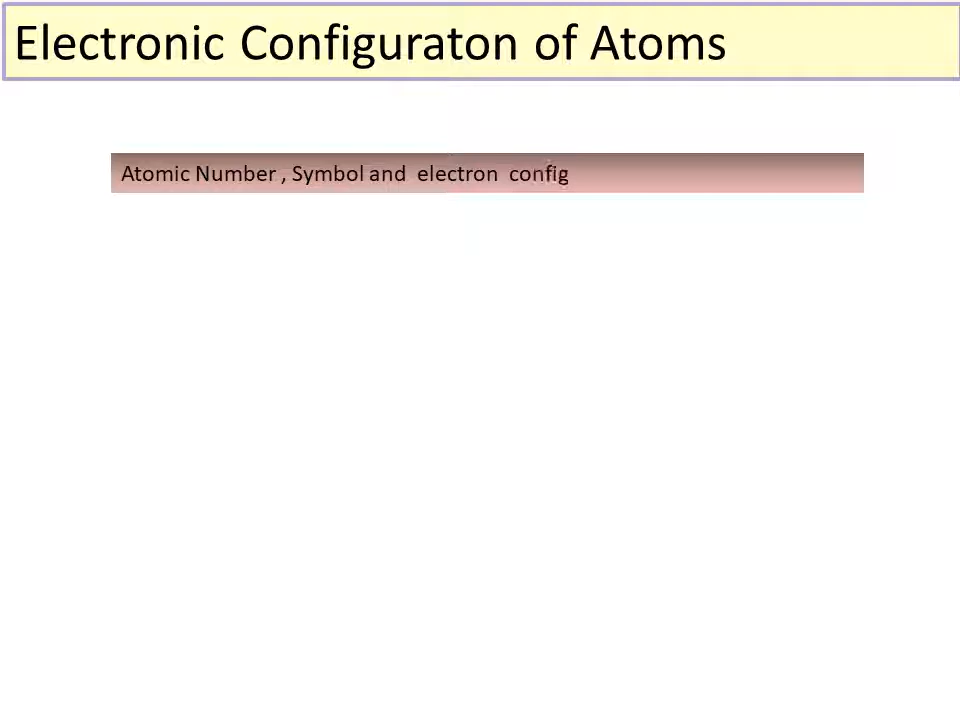 Electronic Configuraton of Atoms
Atomic Number , Symbol and electron config